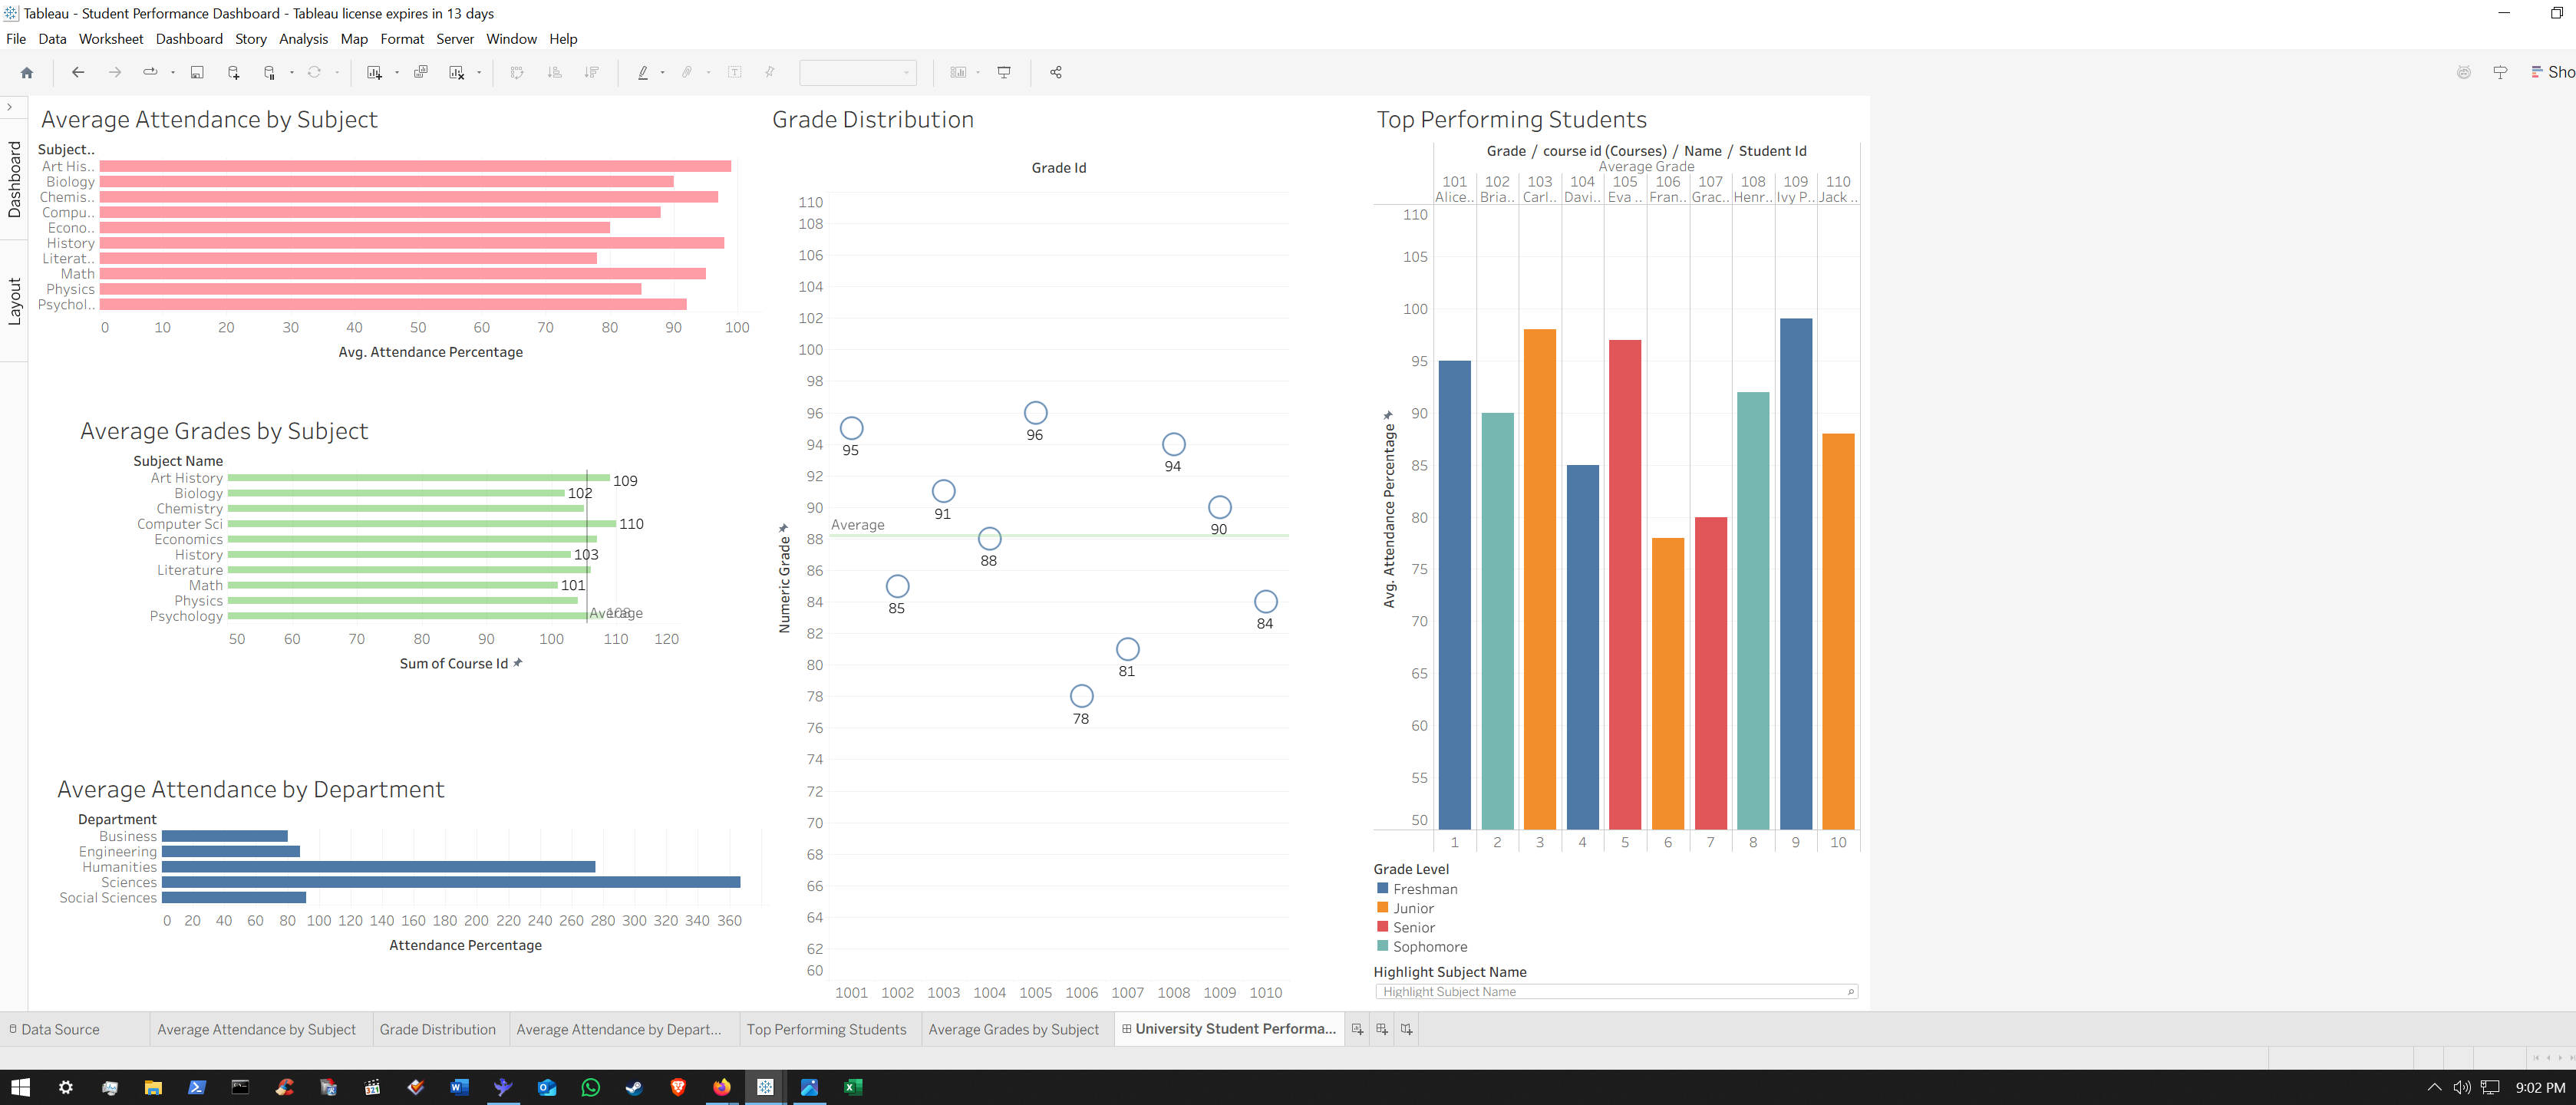 Tableau - Student Performance Dashboard - Tableau license expires in 13 days
File Data Worksheet Dashboard Story Analysis Map Format Server Window Help
Sho
Dashboard
Layout
Average Attendance by Subject
Subject..
Art His..
Biology
Chemis..
Compu..
Econo..
History
Literat..
Math
Physics
Psychol..
0 10 20 30 40 50 60 70 80 90 100
Avg. Attendance Percentage
Average Grades by Subject
Subject Name
Art History 109
Biology 102
Chemistry
Computer Sci 110
Economics
History 103
Literature
Math 101
Physics
Psychology Average 108
50 60 70 80 90 100 110 120
Sum of Course Id
Average Attendance by Department
Department
Business
Engineering
Humanities
Sciences
Social Sciences
0 20 40 60 80 100 120 140 160 180 200 220 240 260 280 300 320 340 360
Attendance Percentage
Grade Distribution
Grade Id
Numeric Grade
110
108
106
104
102
100
98
96
94
92
90
88
86
84
82
80
78
76
74
72
70
68
66
64
62
60
Average
95
85
91
88
96
78
81
94
90
84
1001 1002 1003 1004 1005 1006 1007 1008 1009 1010
Top Performing Students
Grade / course id (Courses) / Name / Student Id
Average Grade
101 102 103 104 105 106 107 108 109 110
Alice.. Bria.. Carl.. Davi.. Eva .. Fran.. Grac.. Henr.. Ivy P.. Jack ..
Avg. Attendance Percentage
110
105
100
95
90
85
80
75
70
65
60
55
50
1 2 3 4 5 6 7 8 9 10
Grade Level
Freshman
Junior
Senior
Sophomore
Highlight Subject Name
Highlight Subject Name
Data Source Average Attendance by Subject Grade Distribution Average Attendance by Depart... Top Performing Students Average Grades by Subject University Student Performa...
9:02 PM